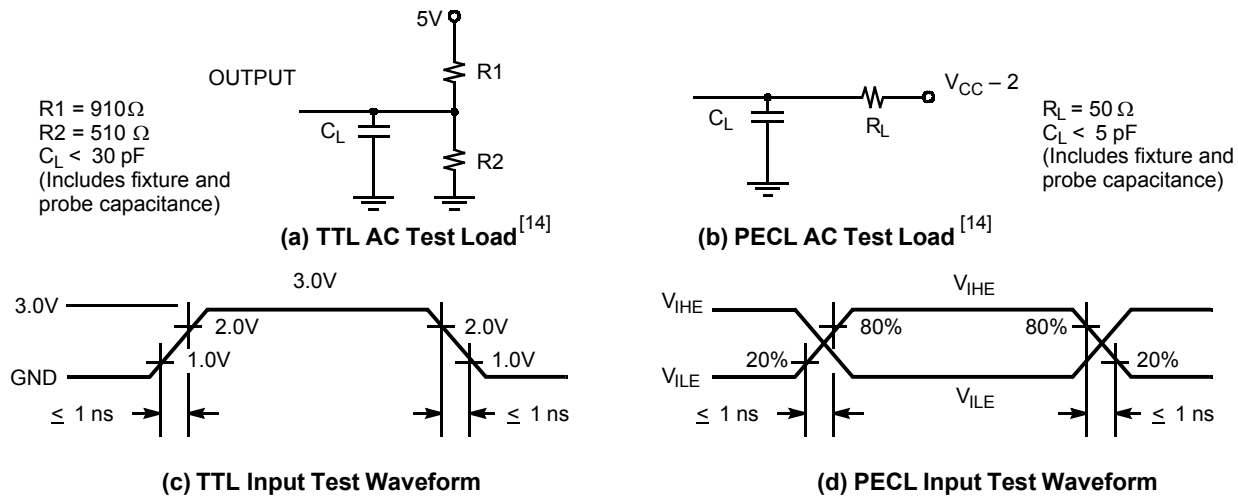 5V
OUTPUT
R1
R1 = 910Ω
R2 = 510 Ω
C_L < 30 pF
(Includes fixture and
probe capacitance)
C_L
R2
(a) TTL AC Test Load[14]
V_CC – 2
C_L
R_L
R_L = 50 Ω
C_L < 5 pF
(Includes fixture and
probe capacitance)
(b) PECL AC Test Load [14]
3.0V
3.0V
2.0V
2.0V
1.0V
1.0V
GND
≤ 1 ns
≤ 1 ns
(c) TTL Input Test Waveform
V_IHE
V_IHE
80%
80%
20%
20%
V_ILE
V_ILE
≤ 1 ns
≤ 1 ns
(d) PECL Input Test Waveform